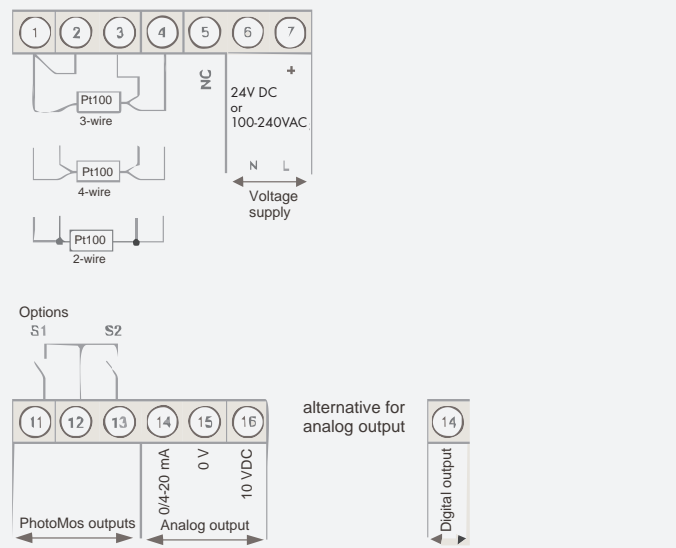 1 2 3 4 5 6 7
NC
+
24V DC
or
100-240VAC
Pt100
3-wire
N L
Pt100
4-wire
Voltage
supply
Pt100
2-wire
Options
S1 S2
11 12 13 14 15 16
alternative for
analog output
14
0/4-20 mA
0 V
10 VDC
Digital output
PhotoMos outputs
Analog output